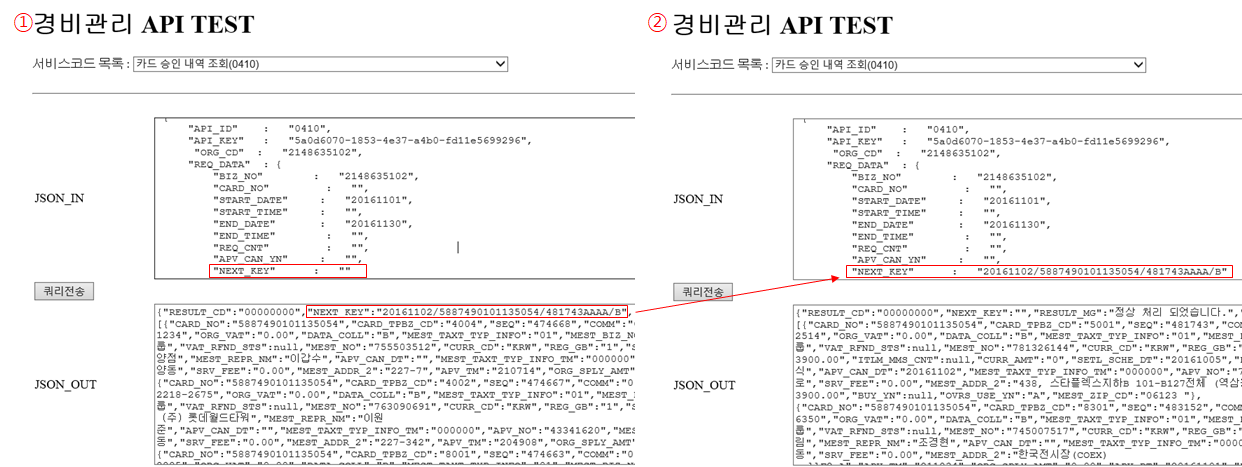 ①경비관리 API TEST
서비스코드 목록 : 카드 승인 내역 조회(0410)
JSON_IN
{
"API_ID" : "0410",
"API_KEY" : "5a0d6070-1853-4e37-a4b0-fd11e5699296",
"ORG_CD" : "2148635102",
"REQ_DATA" : {
"BIZ_NO" : "2148635102",
"CARD_NO" : "",
"START_DATE" : "20161101",
"START_TIME" : "",
"END_DATE" : "20161130",
"END_TIME" : "",
"REQ_CNT" : "",
"APV_CAN_YN" : "",
"NEXT_KEY" : ""
쿼리전송
JSON_OUT
{"RESULT_CD":"00000000","NEXT_KEY":"20161102/5887490101135054/481743AAAA/B",
[{"CARD_NO":"5887490101135054","CARD_TPBZ_CD":"4004","SEQ":"474668","COMM":"
1234","ORG_VAT":"0.00","DATA_COLL":"B","MEST_TAXT_TYP_INFO":"01","MEST_BIZ_N
룹","VAT_RFND_STS":null,"MEST_NO":"755503512","CURR_CD":"KRW","REG_GB":"1","S
양점","MEST_REPR_NM":"이갑수","APV_CAN_DT":"","MEST_TAXT_TYP_INFO_TM":"000000"
양동","SRV_FEE":"0.00","MEST_ADDR_2":"227-7","APV_TM":"210714","ORG_SPLY_AMT"
{"CARD_NO":"5887490101135054","CARD_TPBZ_CD":"4002","SEQ":"474667","COMM":"0
2218-2675","ORG_VAT":"0.00","DATA_COLL":"B","MEST_TAXT_TYP_INFO":"01","MEST_
룹","VAT_RFND_STS":null,"MEST_NO":"763090691","CURR_CD":"KRW","REG_GB":"1","S
(주) 롯데월드타워","MEST_REPR_NM":"이원
준","APV_CAN_DT":"","MEST_TAXT_TYP_INFO_TM":"000000","APV_NO":"43341620","MES
동","SRV_FEE":"0.00","MEST_ADDR_2":"227-342","APV_TM":"204908","ORG_SPLY_AMT"
{"CARD_NO":"5887490101135054","CARD_TPBZ_CD":"8001","SEQ":"474663","COMM":"0
②경비관리 API TEST
서비스코드 목록 : 카드 승인 내역 조회(0410)
JSON_IN
{
"API_ID" : "0410",
"API_KEY" : "5a0d6070-1853-4e37-a4b0-fd11e5699296",
"ORG_CD" : "2148635102",
"REQ_DATA" : {
"BIZ_NO" : "2148635102",
"CARD_NO" : "",
"START_DATE" : "20161101",
"START_TIME" : "",
"END_DATE" : "20161130",
"END_TIME" : "",
"REQ_CNT" : "",
"APV_CAN_YN" : "",
"NEXT_KEY" : "20161102/5887490101135054/481743AAAA/B"
쿼리전송
JSON_OUT
{"RESULT_CD":"00000000","NEXT_KEY":"","RESULT_MG":"정상 처리 되었습니다.",
[{"CARD_NO":"5887490101135054","CARD_TPBZ_CD":"5001","SEQ":"481743","COM
2514","ORG_VAT":"0.00","DATA_COLL":"B","MEST_TAXT_TYP_INFO":"01","MEST_B
룹","VAT_RFND_STS":null,"MEST_NO":"781326144","CURR_CD":"KRW","REG_GB":"
3900.00","ITLM_MMS_CNT":null,"CURR_AMT":"0","SETL_SCHE_DT":"20161005","
식","APV_CAN_DT":"20161102","MEST_TAXT_TYP_INFO_TM":"000000","APV_NO":"7
로","SRV_FEE":"0.00","MEST_ADDR_2":"438, 스타플렉스지하B 101-B127전체 (역삼
3900.00","BUY_YN":null,"OVRS_USE_YN":"A","MEST_ZIP_CD":"06123 "},
{"CARD_NO":"5887490101135054","CARD_TPBZ_CD":"8301","SEQ":"483152","COMM
6350","ORG_VAT":"0.00","DATA_COLL":"B","MEST_TAXT_TYP_INFO":"01","MEST_B
룹","VAT_RFND_STS":null,"MEST_NO":"745007517","CURR_CD":"KRW","REG_GB":"
림","MEST_REPR_NM":"조경현","APV_CAN_DT":"","MEST_TAXT_TYP_INFO_TM":"0000
동","SRV_FEE":"0.00","MEST_ADDR_2":"한국전시장(COEX)